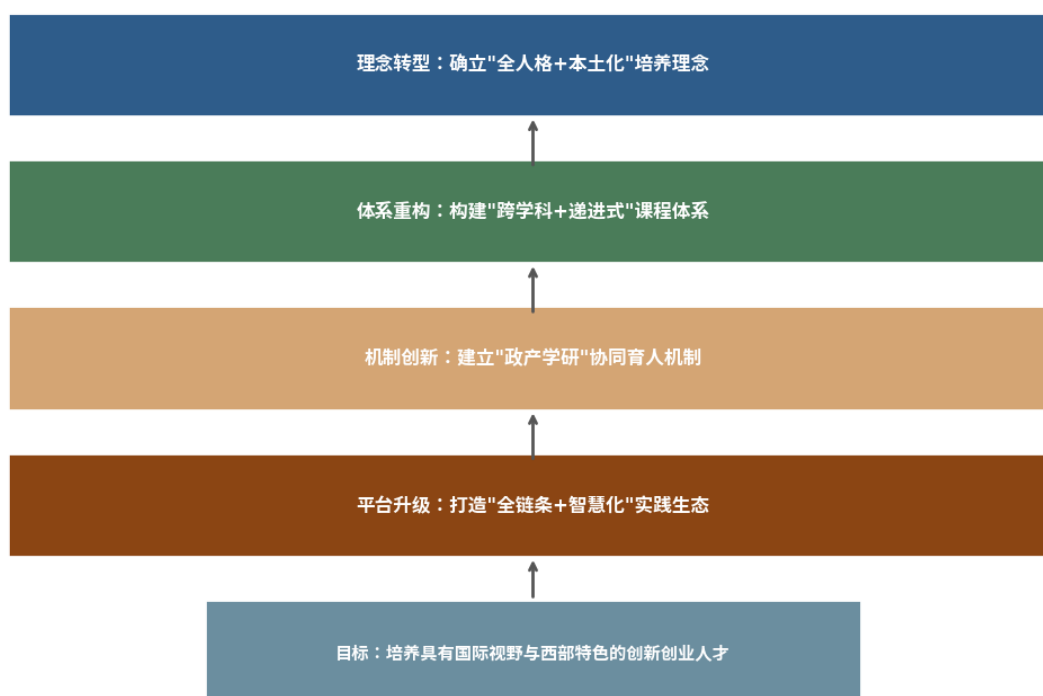 理念转型：确立"全人格+本土化"培养理念
体系重构：构建"跨学科+递进式"课程体系
机制创新：建立"政产学研"协同育人机制
平台升级：打造"全链条+智慧化"实践生态
目标：培养具有国际视野与西部特色的创新创业人才